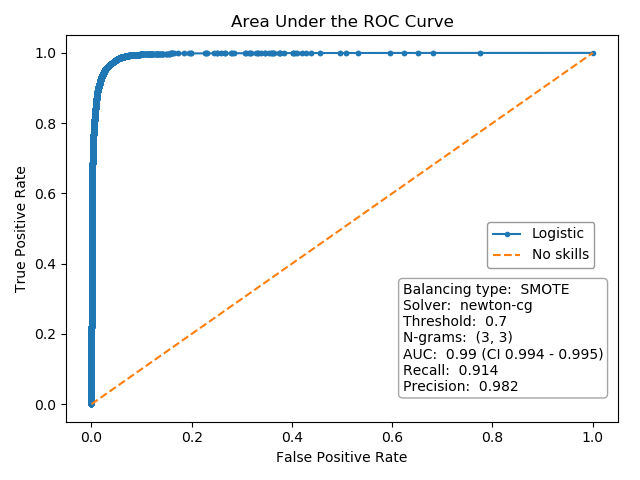 Area Under the ROC Curve
True Positive Rate
1.0
0.8
0.6
0.4
0.2
0.0
Logistic
No skills
Balancing type:  SMOTE
Solver:  newton-cg
Threshold:  0.7
N-grams:  (3, 3)
AUC:  0.99 (CI 0.994 - 0.995)
Recall:  0.914
Precision:  0.982
0.0 0.2 0.4 0.6 0.8 1.0
False Positive Rate